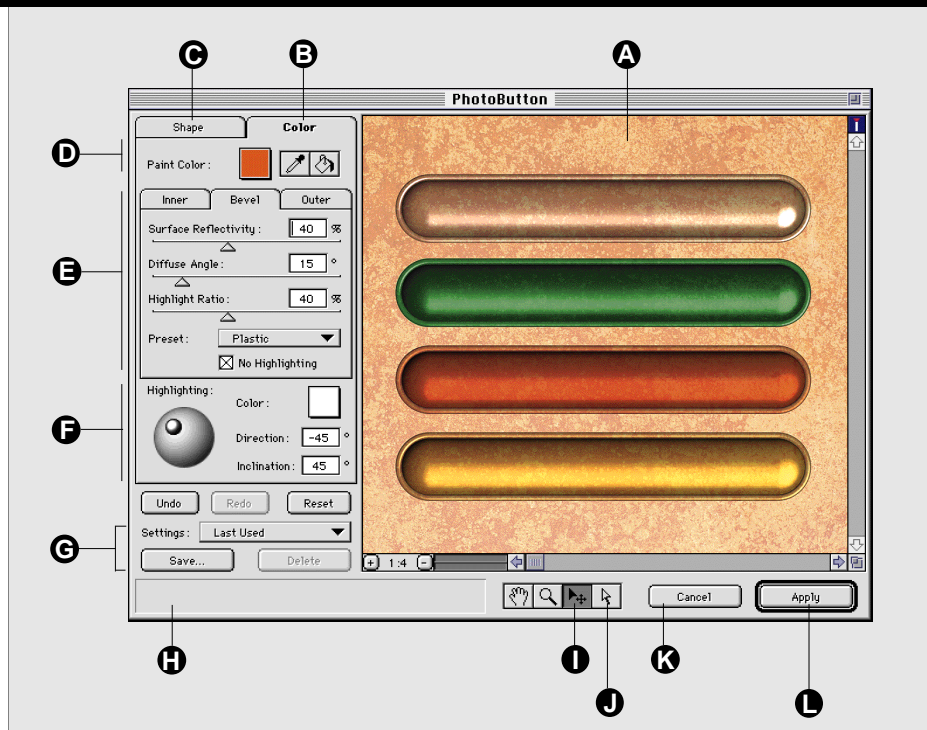 C
B
A
PhotoButton
Shape
Color
i
D
Paint Color:
Inner
Bevel
Outer
Surface Reflectivity:
40 %
E
Diffuse Angle:
15 °
Highlight Ratio:
40 %
Preset:
Plastic
No Highlighting
F
Highlighting:
Color:
Direction:
-45 °
Inclination:
45 °
Undo
Redo
Reset
G
Settings:
Last Used
Save...
Delete
+ 1:4 -
Cancel
Apply
H
I
J
K
L